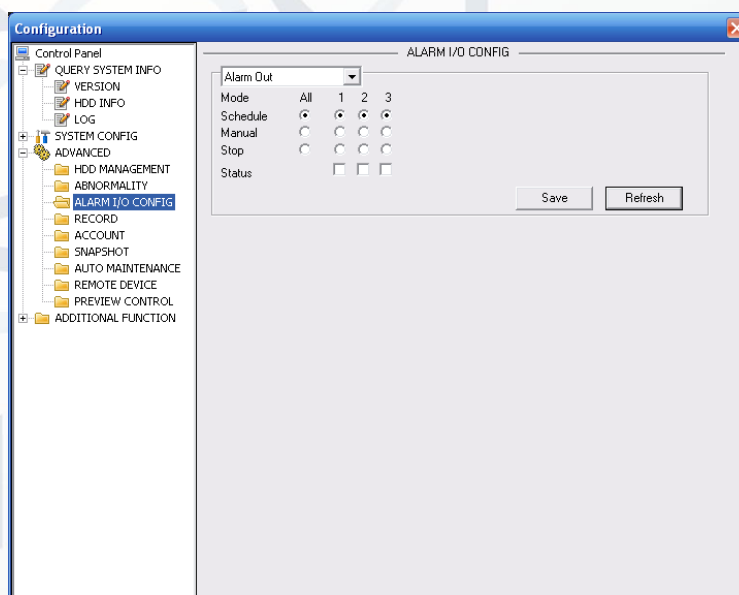 Configuration
Control Panel
QUERY SYSTEM INFO
VERSION
HDD INFO
LOG
SYSTEM CONFIG
ADVANCED
HDD MANAGEMENT
ABNORMALITY
ALARM I/O CONFIG
RECORD
ACCOUNT
SNAPSHOT
AUTO MAINTENANCE
REMOTE DEVICE
PREVIEW CONTROL
ADDITIONAL FUNCTION
ALARM I/O CONFIG
Alarm Out
Mode All 1 2 3
Schedule
Manual
Stop
Status
Save Refresh